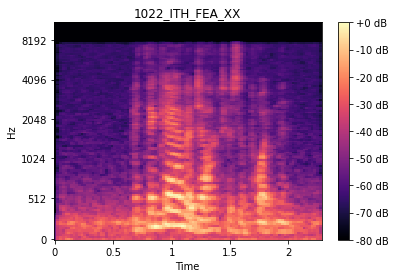 1022_ITH_FEA_XX
+0 dB
8192
-10 dB
4096
-20 dB
-30 dB
2048
-40 dB
Hz
1024
-50 dB
512
-60 dB
-70 dB
0
-80 dB
0 0.5 1 1.5 2
Time